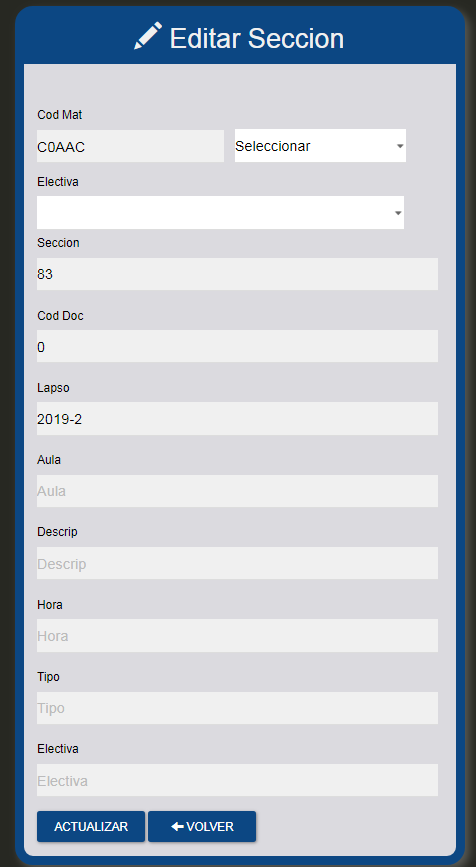 Editar Seccion
Cod Mat
C0AAC Seleccionar
Electiva
Seccion
83
Cod Doc
0
Lapso
2019-2
Aula
Aula
Descrip
Descrip
Hora
Hora
Tipo
Tipo
Electiva
Electiva
ACTUALIZAR VOLVER